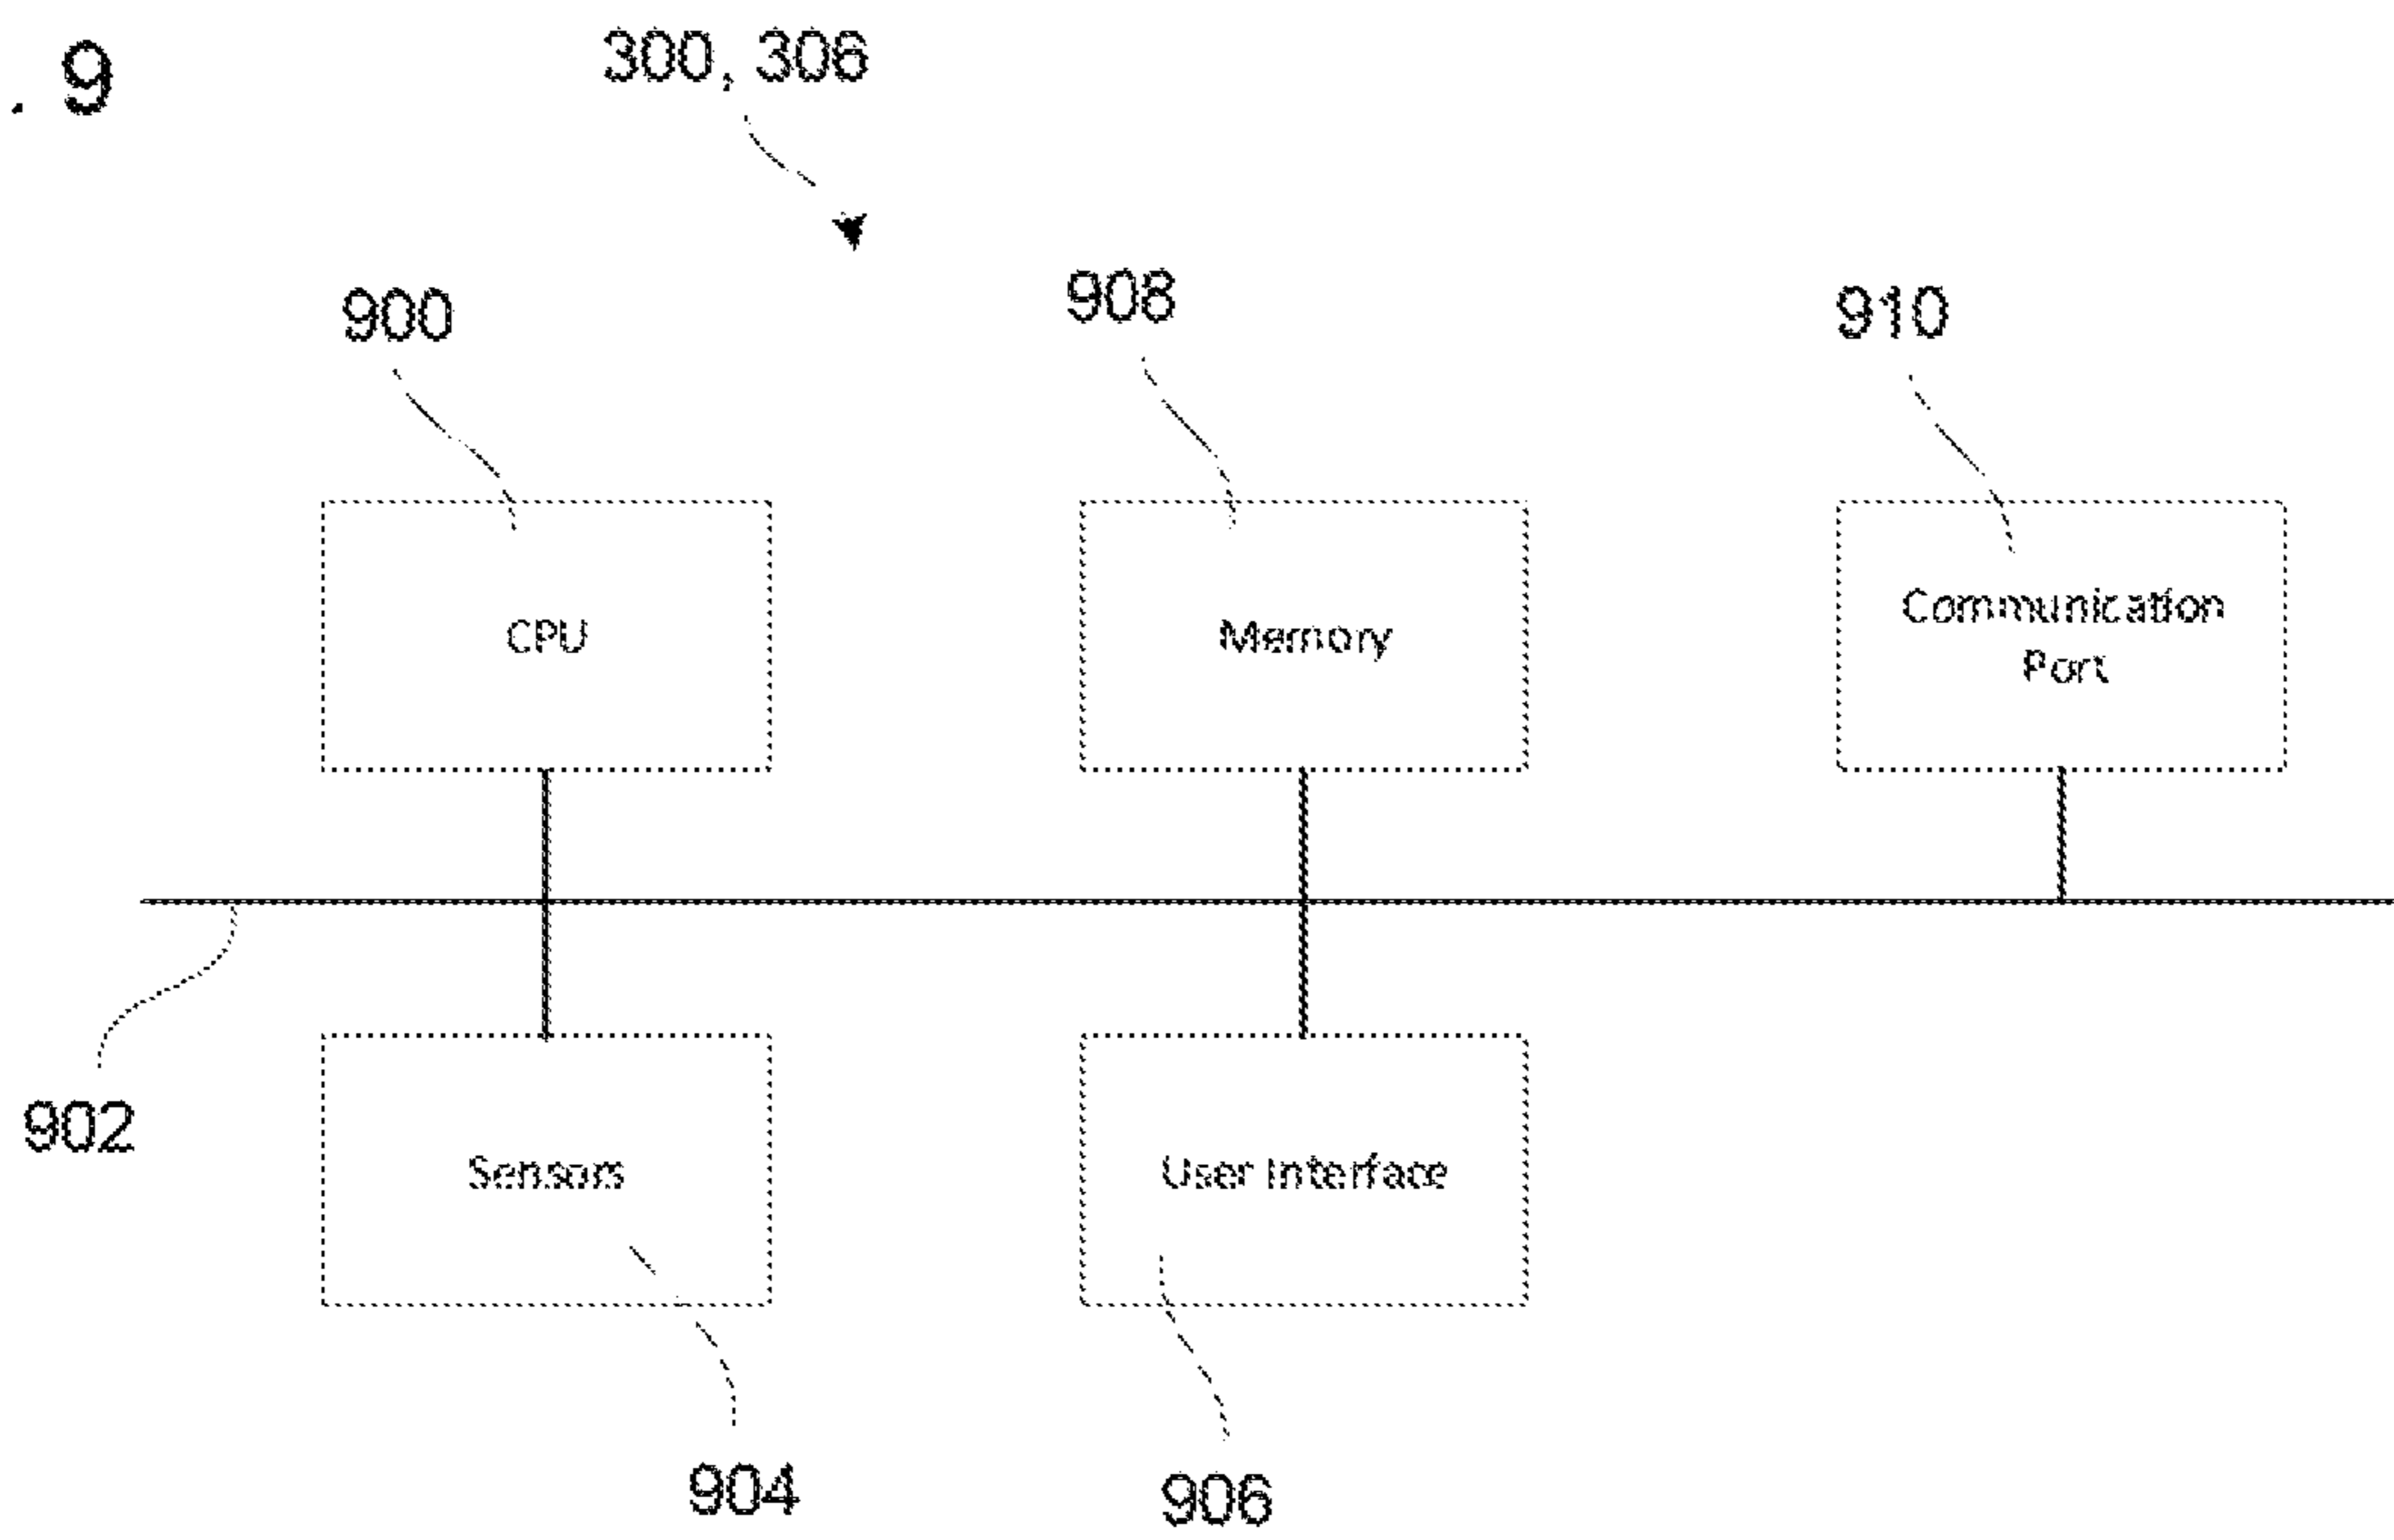 . 9
300, 306
900
908
910
CPU
Memory
Communication
Port
902
Sensors
User Interface
904
906